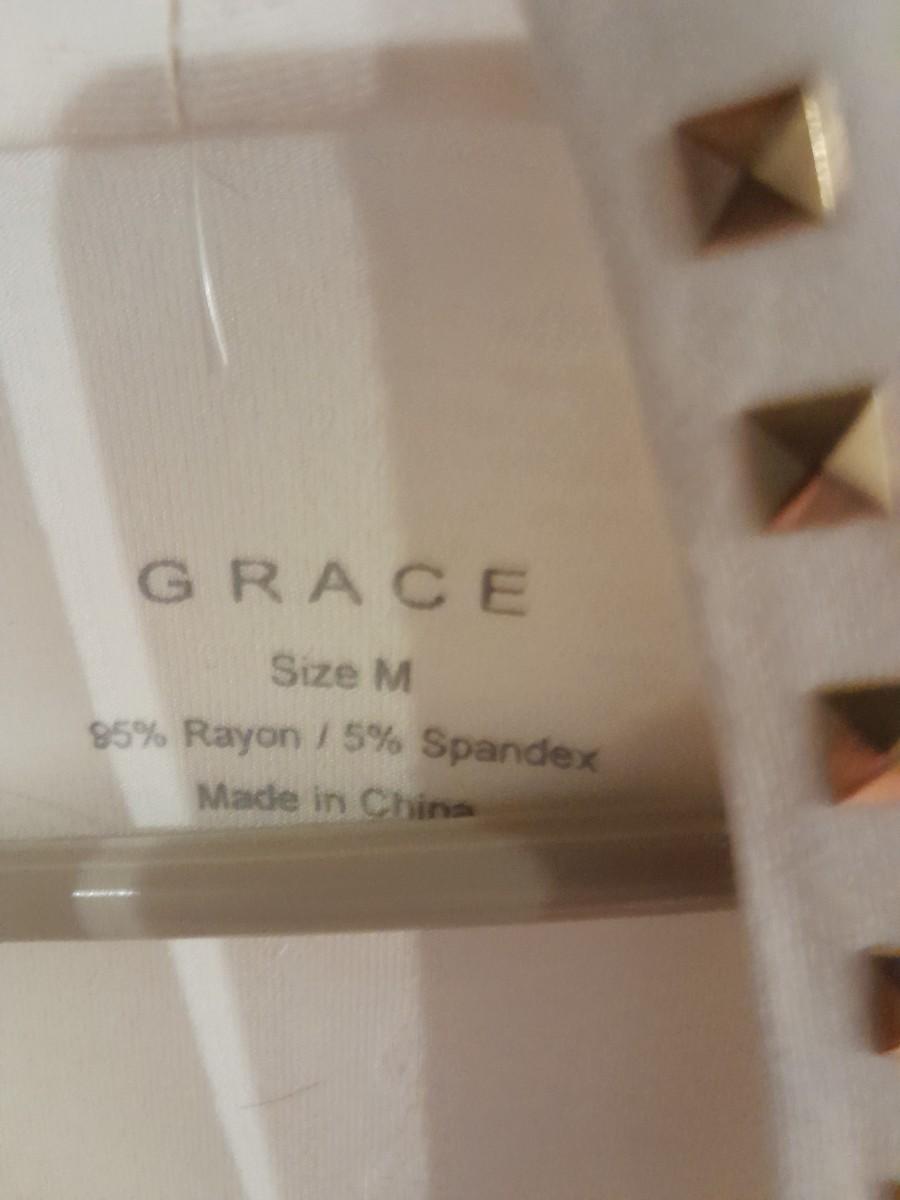 GRACE
Size M
95% Rayon / 5% Spandex
Made in China